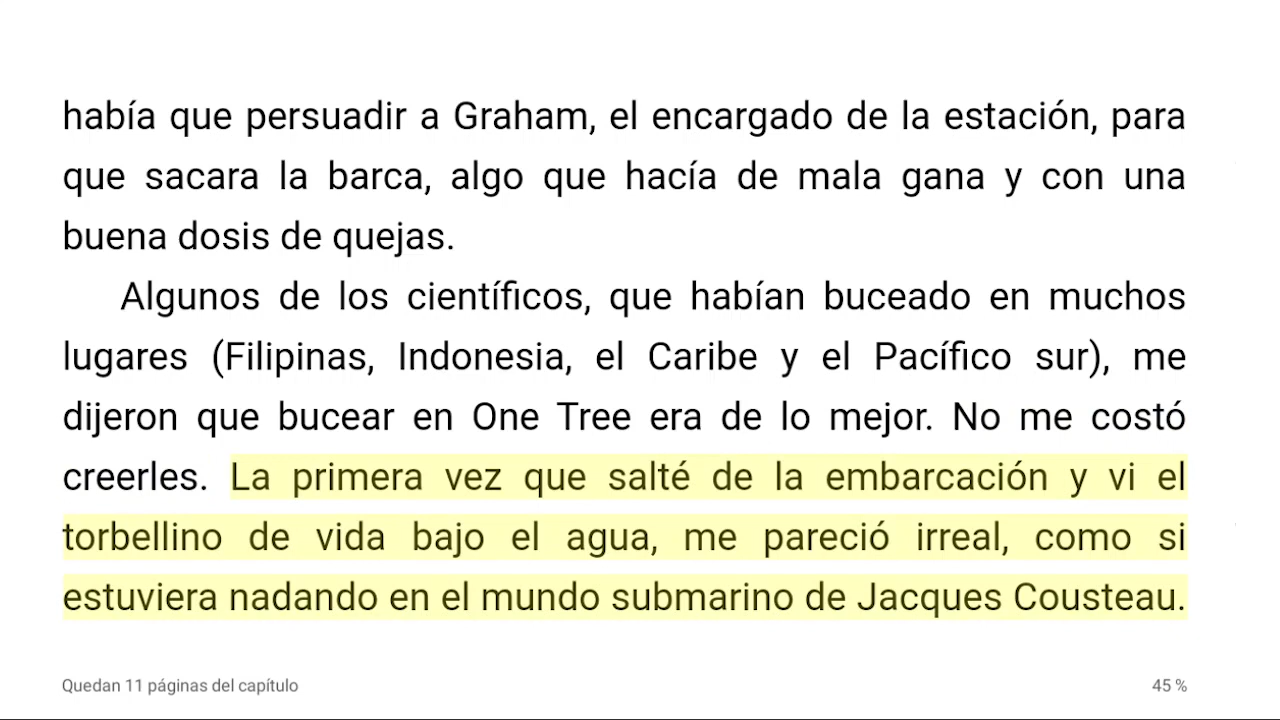 había que persuadir a Graham, el encargado de la estación, para
que sacara la barca, algo que hacía de mala gana y con una
buena dosis de quejas.
Algunos de los científicos, que habían buceado en muchos
lugares (Filipinas, Indonesia, el Caribe y el Pacífico sur), me
dijeron que bucear en One Tree era de lo mejor. No me costó
creerles. La primera vez que salté de la embarcación y vi el
torbellino de vida bajo el agua, me pareció irreal, como si
estuviera nadando en el mundo submarino de Jacques Cousteau.
Quedan 11 páginas del capítulo
45 %